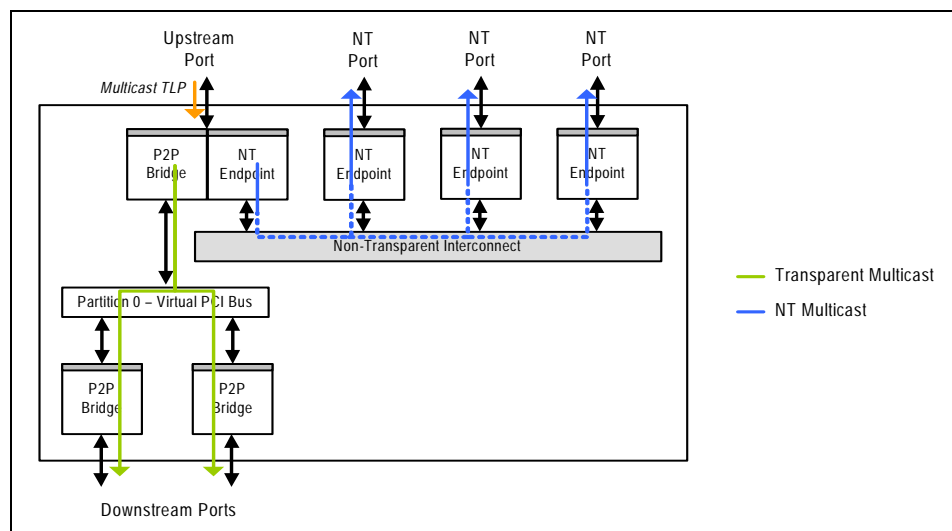 Upstream
Port
NT
Port
NT
Port
NT
Port
Multicast TLP
P2P
Bridge
NT
Endpoint
NT
Endpoint
NT
Endpoint
NT
Endpoint
Non-Transparent Interconnect
Transparent Multicast
NT Multicast
Partition 0 – Virtual PCI Bus
P2P
Bridge
P2P
Bridge
Downstream Ports